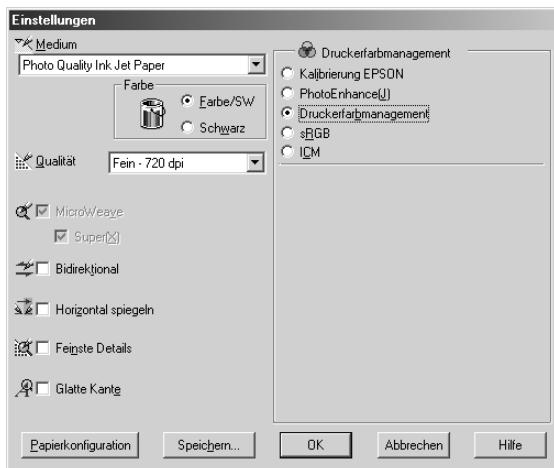 Einstellungen
Medium
Photo Quality Ink Jet Paper
Farbe
Farbe/SW
Schwarz
Qualität
Fein - 720 dpi
MicroWeave
Super(X)
Bidirektional
Horizontal spiegeln
Feinste Details
Glatte Kante
Druckerfarbmanagement
Kalibrierung EPSON
PhotoEnhance(J)
Druckerfarbmanagement
sRGB
ICM
Papierkonfiguration
Speichern...
OK
Abbrechen
Hilfe